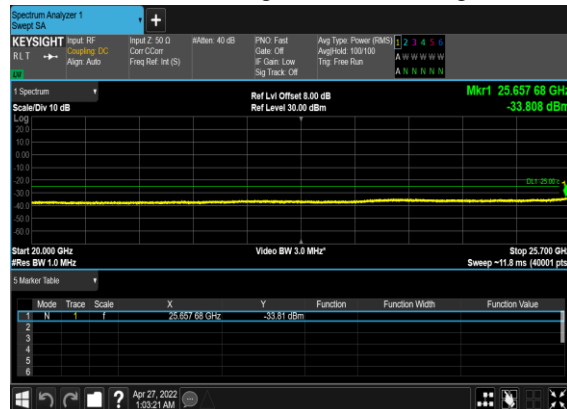 Spectrum Analyzer 1
Swept SA
+
KEYSIGHT Input: RF Input Z: 50 Ω #Atten: 40 dB PNO: Fast Avg Type: Power (RMS) 1 2 3 4 5 6
RLT Coupling: DC Corr CCorr Gate: Off Avg|Hold: 100/100 A W W W W W
Align: Auto Freq Ref: Int (S) IF Gain: Low Trig: Free Run
Sig Track: Off A N N N N N
1 Spectrum
Scale/Div 10 dB Ref Lvl Offset 8.00 dB Mkr1 25.657 68 GHz
Ref Level 30.00 dBm -33.808 dBm
Log
20.0
10.0
0.00
-10.0
-20.0
-30.0
-40.0
-50.0
-60.0
Start 20.000 GHz Video BW 3.0 MHz* Stop 25.700 GHz
#Res BW 1.0 MHz Sweep ~11.8 ms (40001 pts
5 Marker Table
Mode Trace Scale X Y Function Function Width Function Value
1 N 1 f 25.657 68 GHz -33.81 dBm
2
3
4
5
6
? Apr 27, 2022
1:03:21 AM